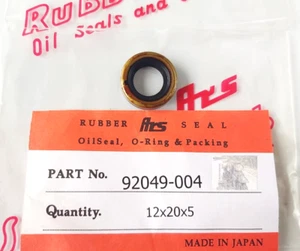 RUBBER
Oil Seals and
Ars
RUBBER Ars SEAL
OilSeal, O-Ring & Packing
PART No. 92049-004
Quantity. 12x20x5
MADE IN JAPAN